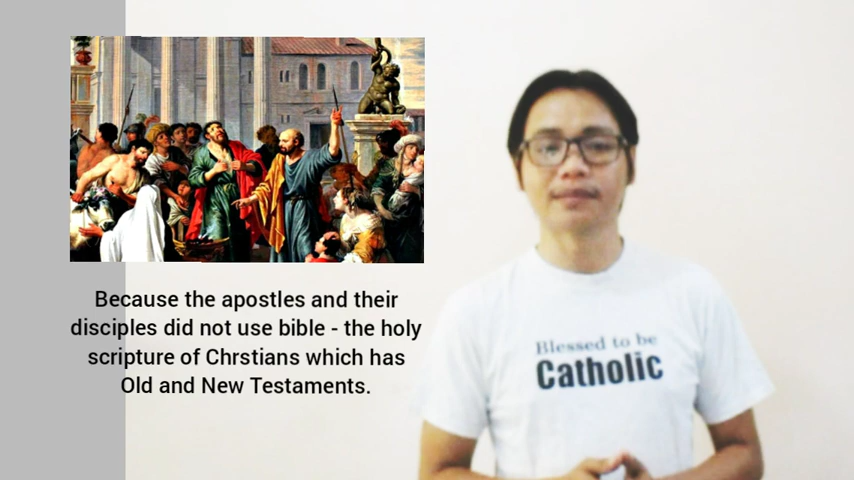 Because the apostles and their
disciples did not use bible - the holy
scripture of Chrstians which has
Old and New Testaments.
Blessed to be
Catholic